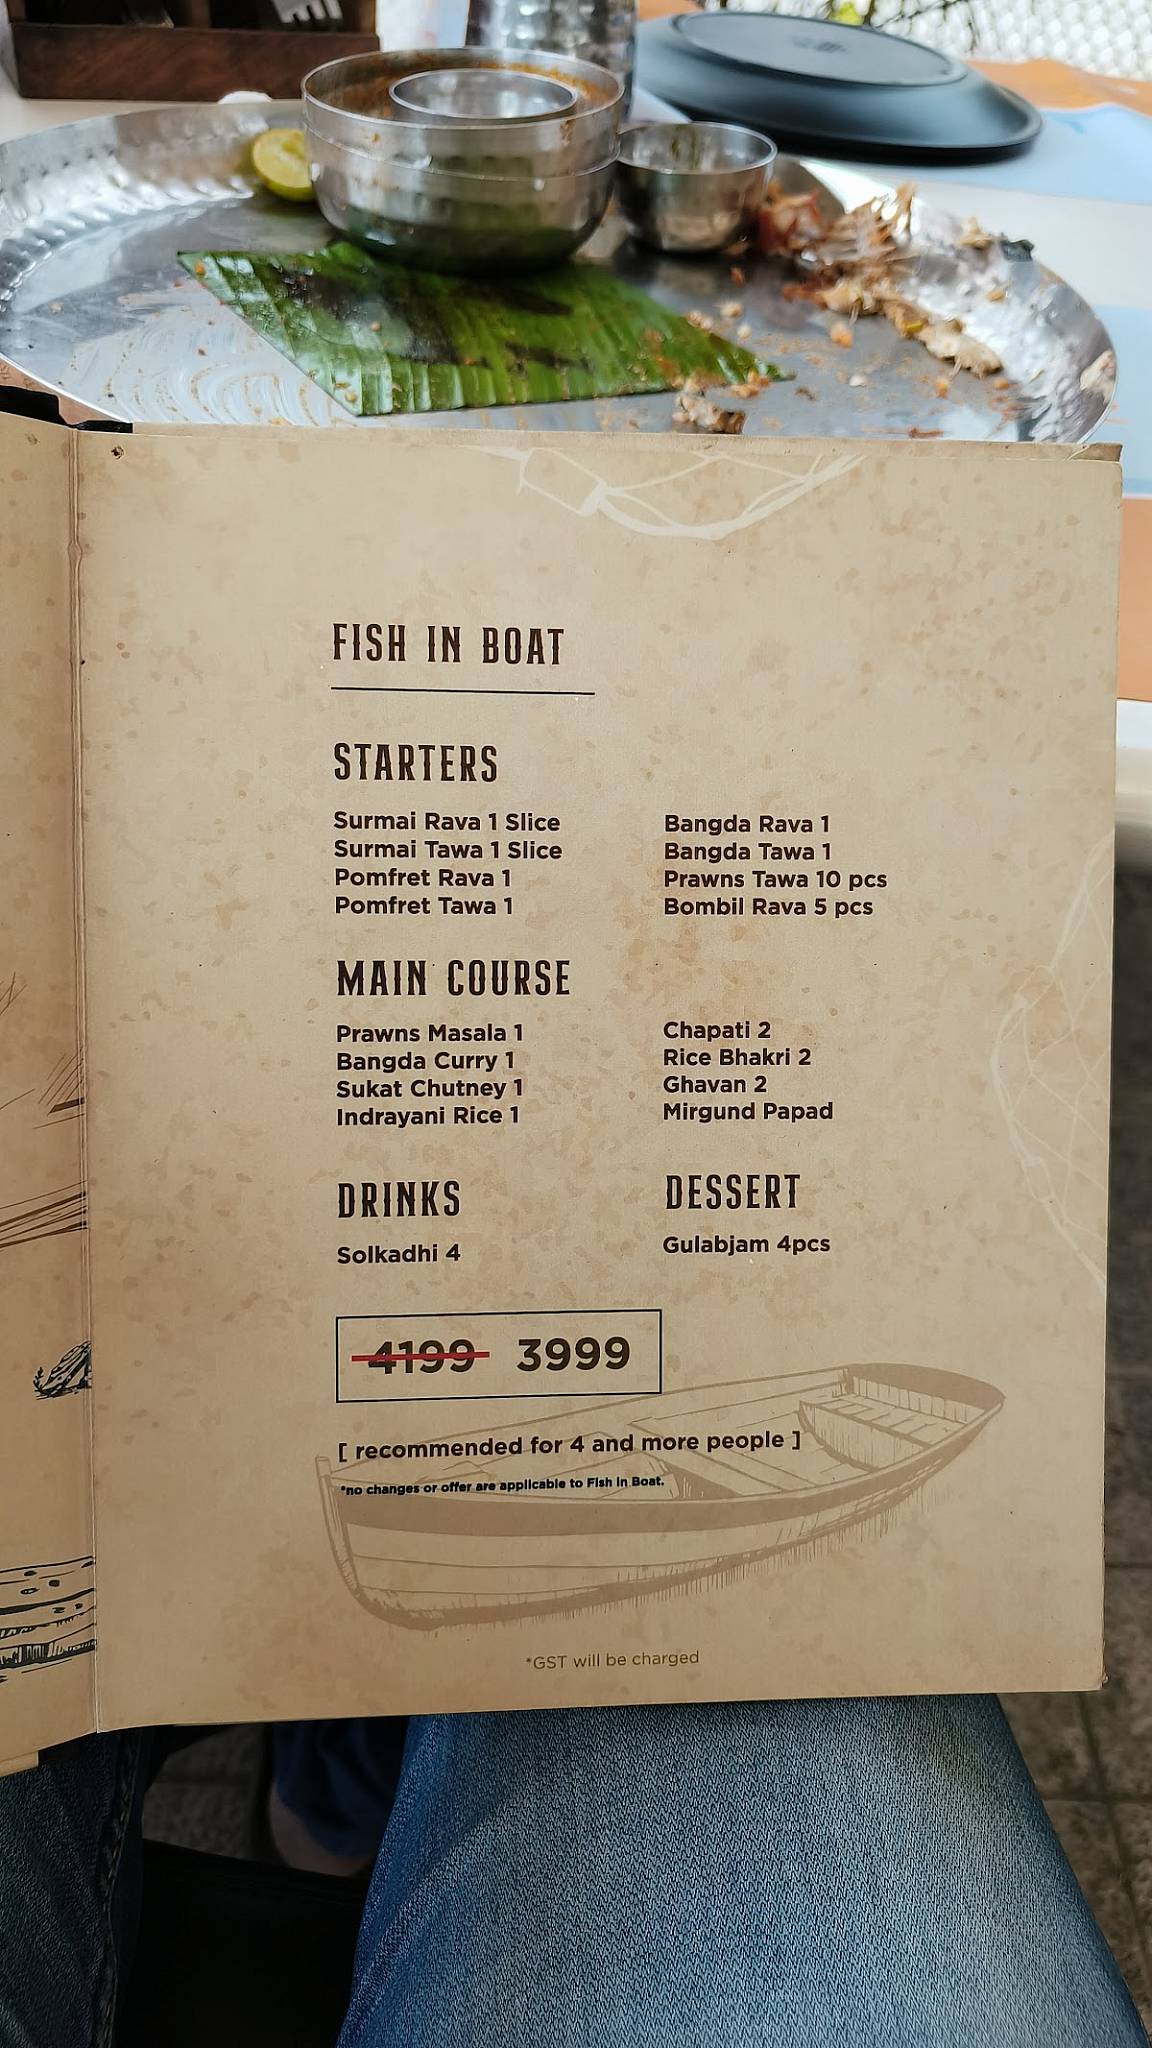 FISH IN BOAT
STARTERS
Surmai Rava 1 Slice
Surmai Tawa 1 Slice
Pomfret Rava 1
Pomfret Tawa 1
Bangda Rava 1
Bangda Tawa 1
Prawns Tawa 10 pcs
Bombil Rava 5 pcs
MAIN COURSE
Prawns Masala 1
Bangda Curry 1
Sukat Chutney 1
Indrayani Rice 1
Chapati 2
Rice Bhakri 2
Ghavan 2
Mirgund Papad
DRINKS
Solkadhi 4
DESSERT
Gulabjam 4pcs
4199 3999
[ recommended for 4 and more people ]
*no changes or offer are applicable to Fish in Boat.
*GST will be charged